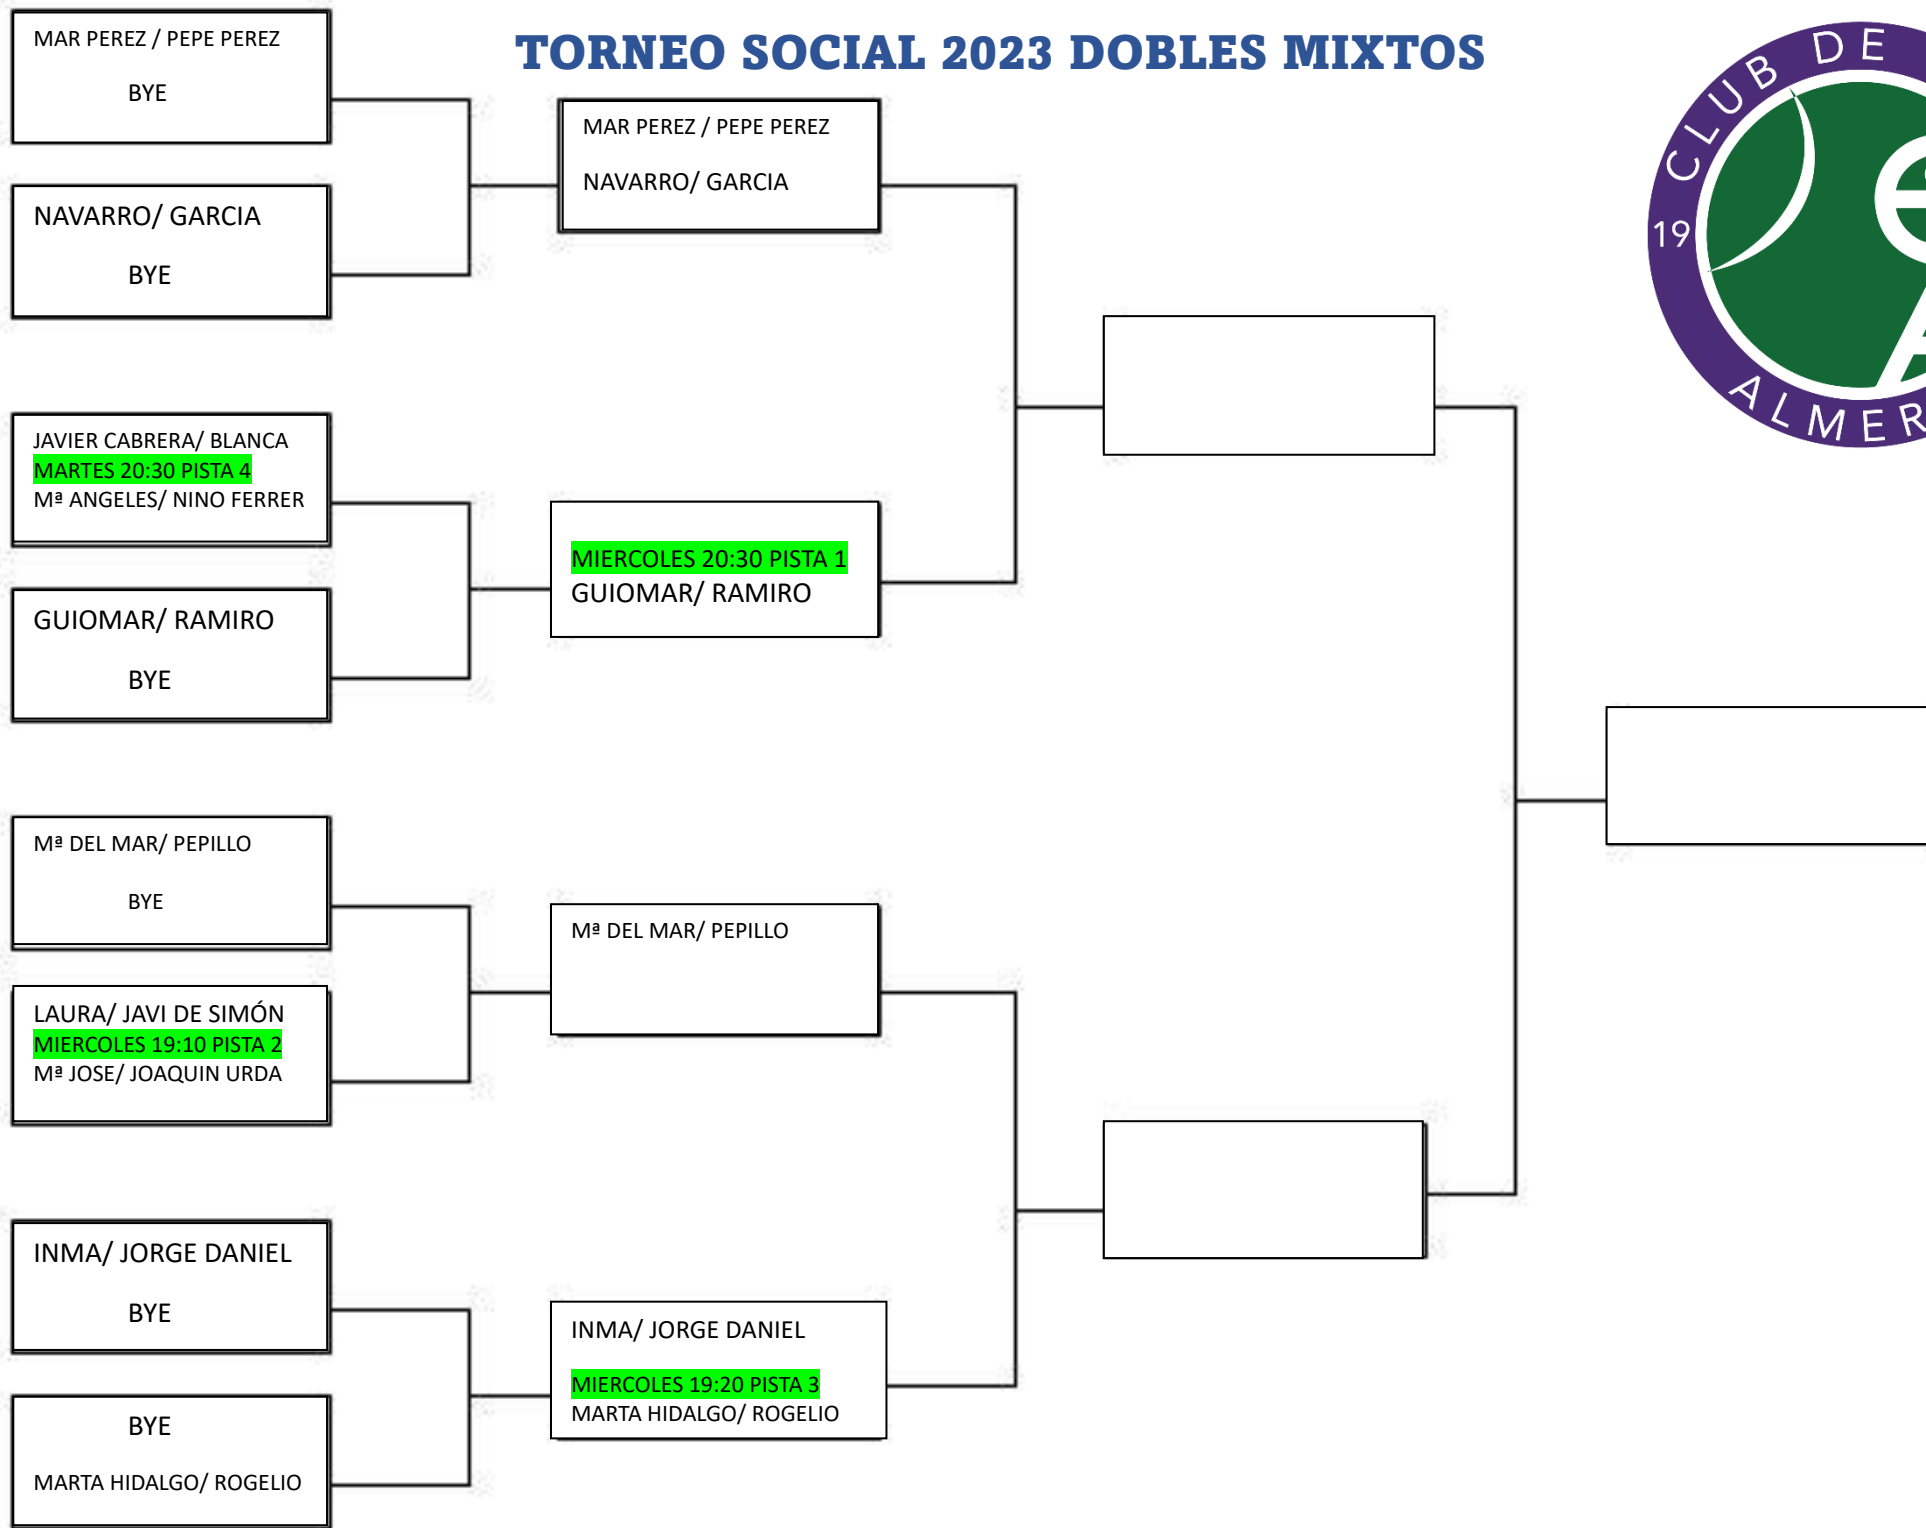 TORNEO SOCIAL 2023 DOBLES MIXTOS
MAR PEREZ / PEPE PEREZ
BYE
NAVARRO/ GARCIA
BYE
JAVIER CABRERA/ BLANCA
MARTES 20:30 PISTA 4
Mª ANGELES/ NINO FERRER
GUIOMAR/ RAMIRO
BYE
Mª DEL MAR/ PEPILLO
BYE
LAURA/ JAVI DE SIMÓN
MIERCOLES 19:10 PISTA 2
Mª JOSE/ JOAQUIN URDA
INMA/ JORGE DANIEL
BYE
BYE
MARTA HIDALGO/ ROGELIO
MAR PEREZ / PEPE PEREZ
NAVARRO/ GARCIA
MIERCOLES 20:30 PISTA 1
GUIOMAR/ RAMIRO
Mª DEL MAR/ PEPILLO
INMA/ JORGE DANIEL
MIERCOLES 19:20 PISTA 3
MARTA HIDALGO/ ROGELIO
CLUB DE
19
ALMER